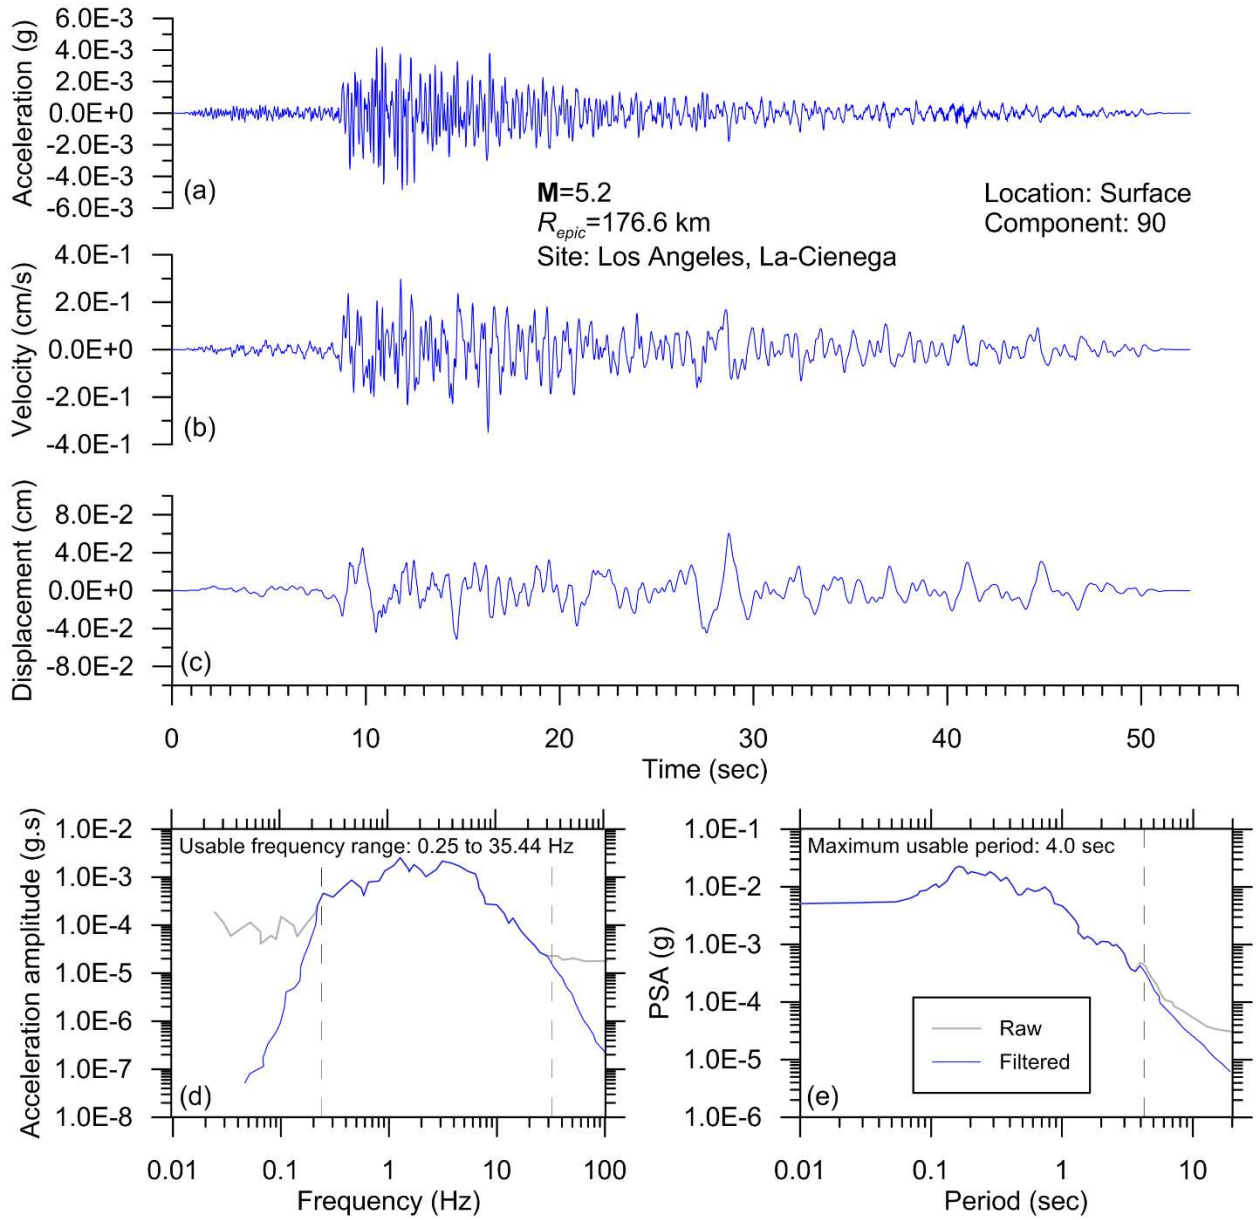 6.0E-3
4.0E-3
2.0E-3
0.0E+0
-2.0E-3
-4.0E-3
-6.0E-3
Acceleration (g)
(a)
M=5.2
Repic=176.6 km
Site: Los Angeles, La-Cienega
Location: Surface
Component: 90
4.0E-1
2.0E-1
0.0E+0
-2.0E-1
-4.0E-1
Velocity (cm/s)
(b)
8.0E-2
4.0E-2
0.0E+0
-4.0E-2
-8.0E-2
Displacement (cm)
(c)
0 10 20 30 40 50
Time (sec)
1.0E-2
1.0E-3
1.0E-4
1.0E-5
1.0E-6
1.0E-7
1.0E-8
Acceleration amplitude (g.s)
Usable frequency range: 0.25 to 35.44 Hz
(d)
0.01 0.1 1 10 100
Frequency (Hz)
1.0E-1
1.0E-2
1.0E-3
1.0E-4
1.0E-5
1.0E-6
PSA (g)
Maximum usable period: 4.0 sec
Raw
Filtered
(e)
0.01 0.1 1 10
Period (sec)